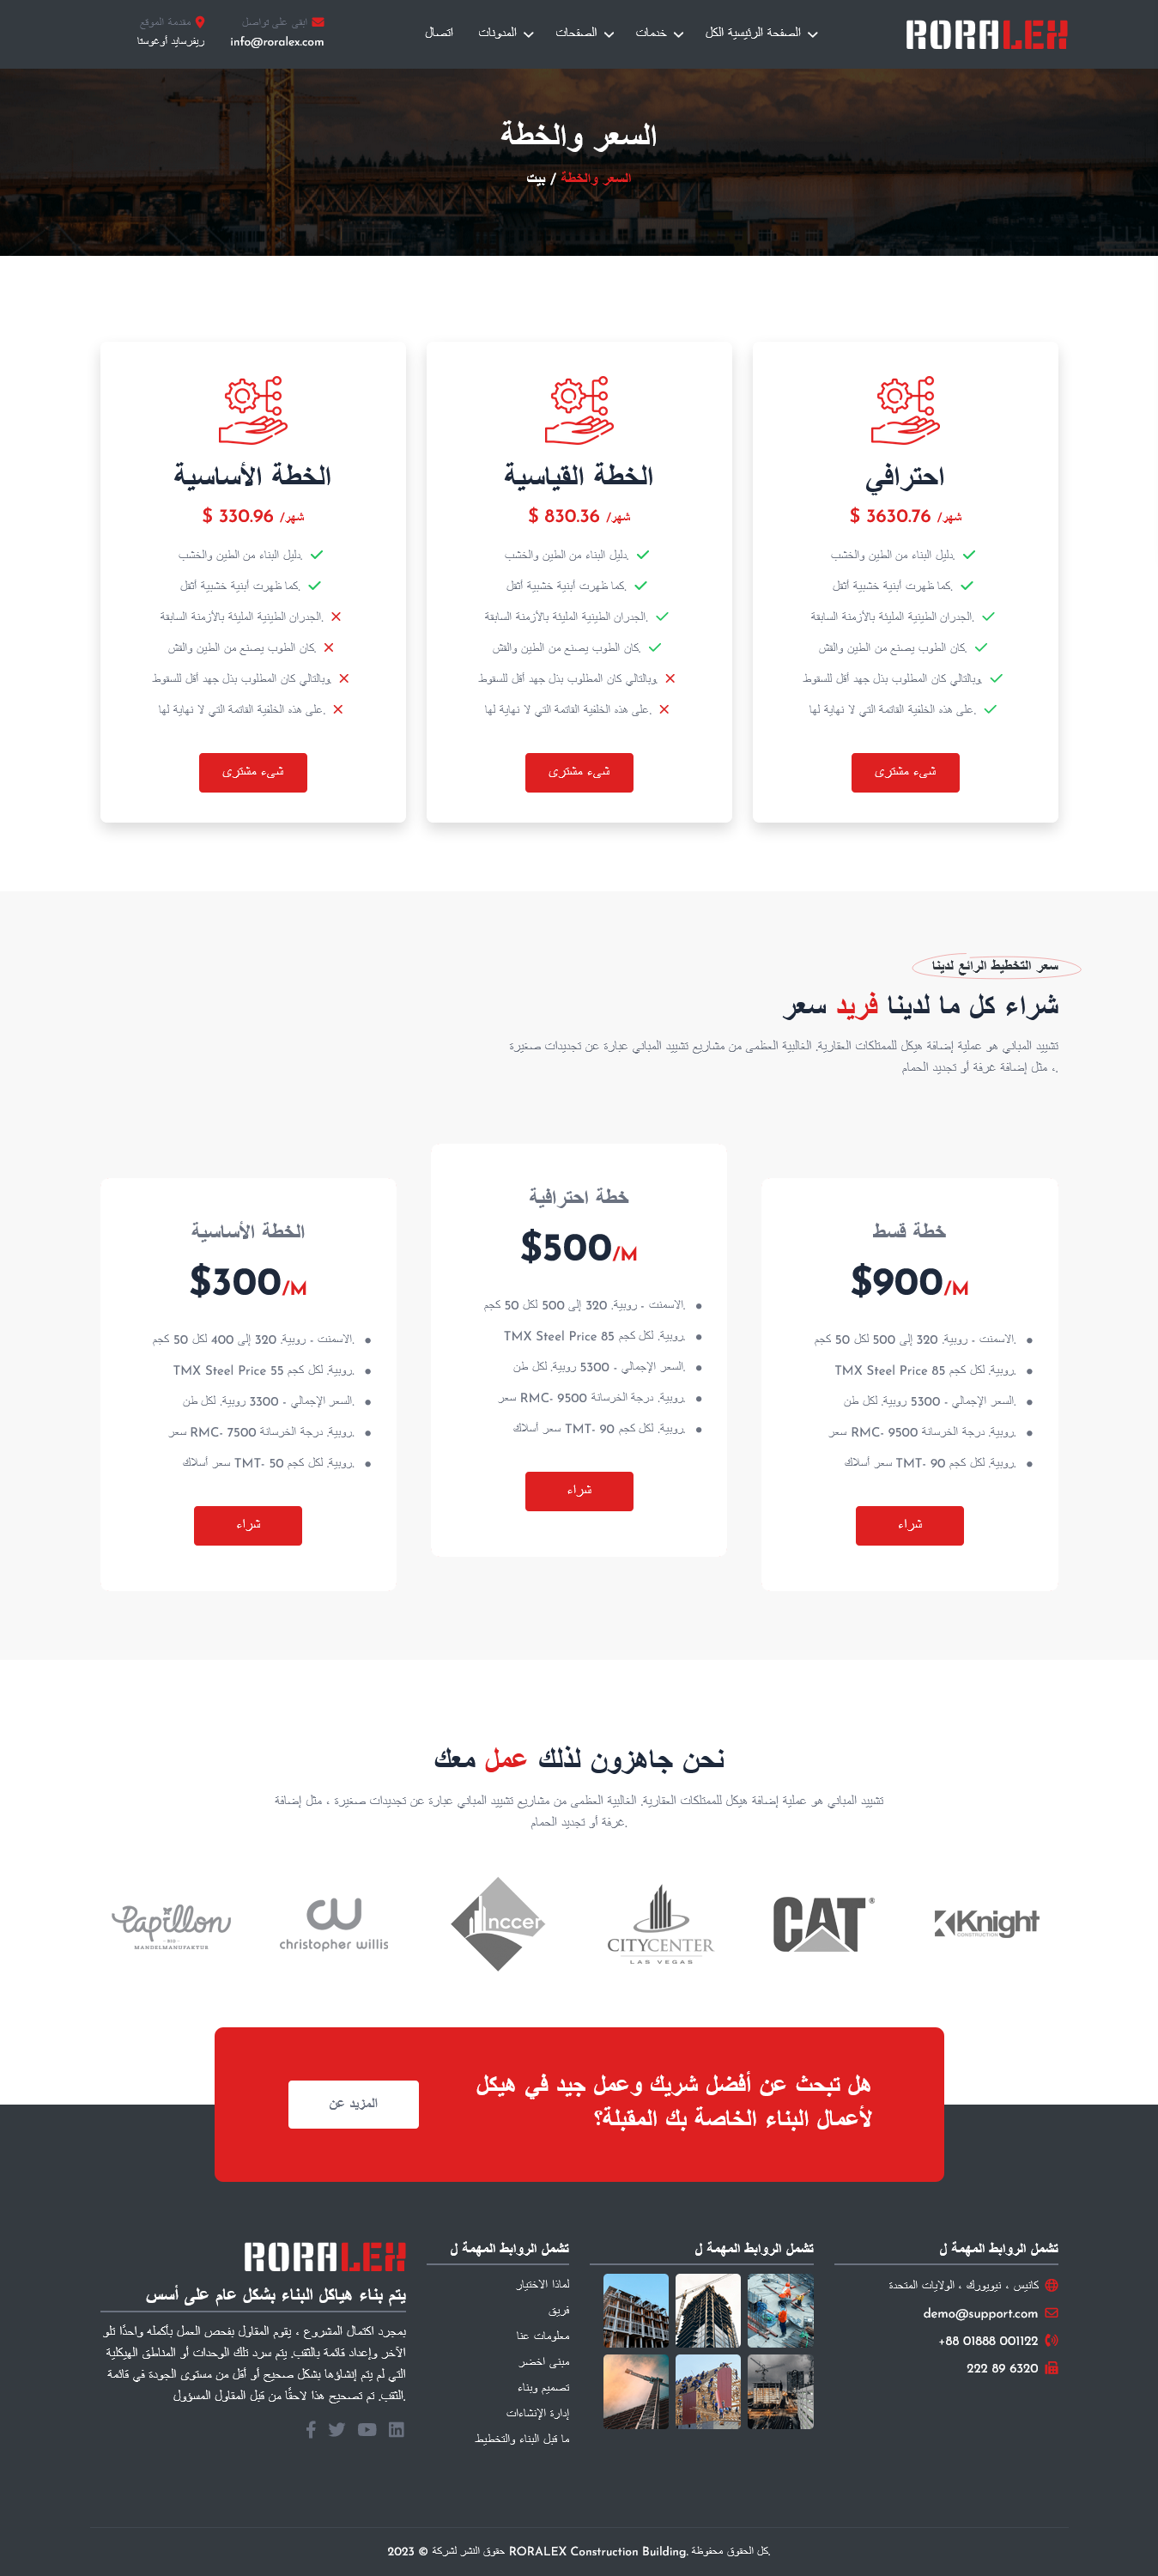 RORALEX
الصفحة الرئيسية الكل
خدمات
الصفحات
المدونات
اتصال
ابقى على تواصل
info@roralex.com
مقدمة الموقع
ريفرسايد أوغوستا
السعر والخطة
السعر والخطة / بيت
احترافي
$ 3630.76 /شهر
دليل البناء من الطين والخشب.
كما ظهرت أبنية خشبية أثقل.
الجدران الطينية المليئة بالأزمنة السابقة.
كان الطوب يصنع من الطين والقش.
وبالتالي كان المطلوب بذل جهد أقل للسقوط.
على هذه الخلفية القاتمة التي لا نهاية لها.
شيء مشترى
الخطة القياسية
$ 830.36 /شهر
دليل البناء من الطين والخشب.
كما ظهرت أبنية خشبية أثقل.
الجدران الطينية المليئة بالأزمنة السابقة.
كان الطوب يصنع من الطين والقش.
وبالتالي كان المطلوب بذل جهد أقل للسقوط.
على هذه الخلفية القاتمة التي لا نهاية لها.
شيء مشترى
الخطة الأساسية
$ 330.96 /شهر
دليل البناء من الطين والخشب.
كما ظهرت أبنية خشبية أثقل.
الجدران الطينية المليئة بالأزمنة السابقة.
كان الطوب يصنع من الطين والقش.
وبالتالي كان المطلوب بذل جهد أقل للسقوط.
على هذه الخلفية القاتمة التي لا نهاية لها.
شيء مشترى
سعر التخطيط الرائع لدينا
شراء كل ما لدينا فريد سعر
تشييد المباني هو عملية إضافة هيكل للممتلكات العقارية. الغالبية العظمى من مشاريع تشييد المباني عبارة عن تجديدات صغيرة
، مثل إضافة غرفة أو تجديد الحمام.
خطة قسط
$900/M
الاسمنت - روبية. 320 إلى 500 لكل 50 كجم.
TMX Steel Price 85 روبية. لكل كجم.
السعر الإجمالي - 5300 روبية. لكل طن.
سعر RMC- 9500 روبية. درجة الخرسانة.
سعر أسلاك TMT- 90 روبية. لكل كجم.
شراء
خطة احترافية
$500/M
الاسمنت - روبية. 320 إلى 500 لكل 50 كجم.
TMX Steel Price 85 روبية. لكل كجم.
السعر الإجمالي - 5300 روبية. لكل طن.
سعر RMC- 9500 روبية. درجة الخرسانة.
سعر أسلاك TMT- 90 روبية. لكل كجم.
شراء
الخطة الأساسية
$300/M
الاسمنت - روبية. 320 إلى 400 لكل 50 كجم.
TMX Steel Price 55 روبية. لكل كجم.
السعر الإجمالي - 3300 روبية. لكل طن.
سعر RMC- 7500 روبية. درجة الخرسانة.
سعر أسلاك TMT- 50 روبية. لكل كجم.
شراء
نحن جاهزون لذلك عمل معك
تشييد المباني هو عملية إضافة هيكل للممتلكات العقارية. الغالبية العظمى من مشاريع تشييد المباني عبارة عن تجديدات صغيرة ، مثل إضافة
غرفة أو تجديد الحمام.
Knight
CONSTRUCTION
CAT®
CITYCENTER
LAS VEGAS
nccer
christopher willis
Papillon
BIO
MANDELMANUFAKTUR
هل تبحث عن أفضل شريك وعمل جيد في هيكل
لأعمال البناء الخاصة بك المقبلة؟
المزيد عن
تشمل الروابط المهمة ل
كاتيس ، نيويورك ، الولايات المتحدة
demo@support.com
+88 01888 001122
222 89 6320
تشمل الروابط المهمة ل
تشمل الروابط المهمة ل
لماذا الاختيار
فريق
معلومات عنا
مبنى اخضر
تصميم وبناء
إدارة الإنشاءات
ما قبل البناء والتخطيط
RORALEX
يتم بناء هياكل البناء بشكل عام على أسس
بمجرد اكتمال المشروع ، يقوم المقاول بفحص العمل بأكمله واحدًا تلو
الآخر وإعداد قائمة بالثقب. يتم سرد تلك الوحدات أو المناطق الهيكلية
التي لم يتم إنشاؤها بشكل صحيح أو أقل من مستوى الجودة في قائمة
الثقب. تم تصحيح هذا لاحقًا من قبل المقاول المسؤول.
2023 © حقوق النشر لشركة RORALEX Construction Building. كل الحقوق محفوظة.